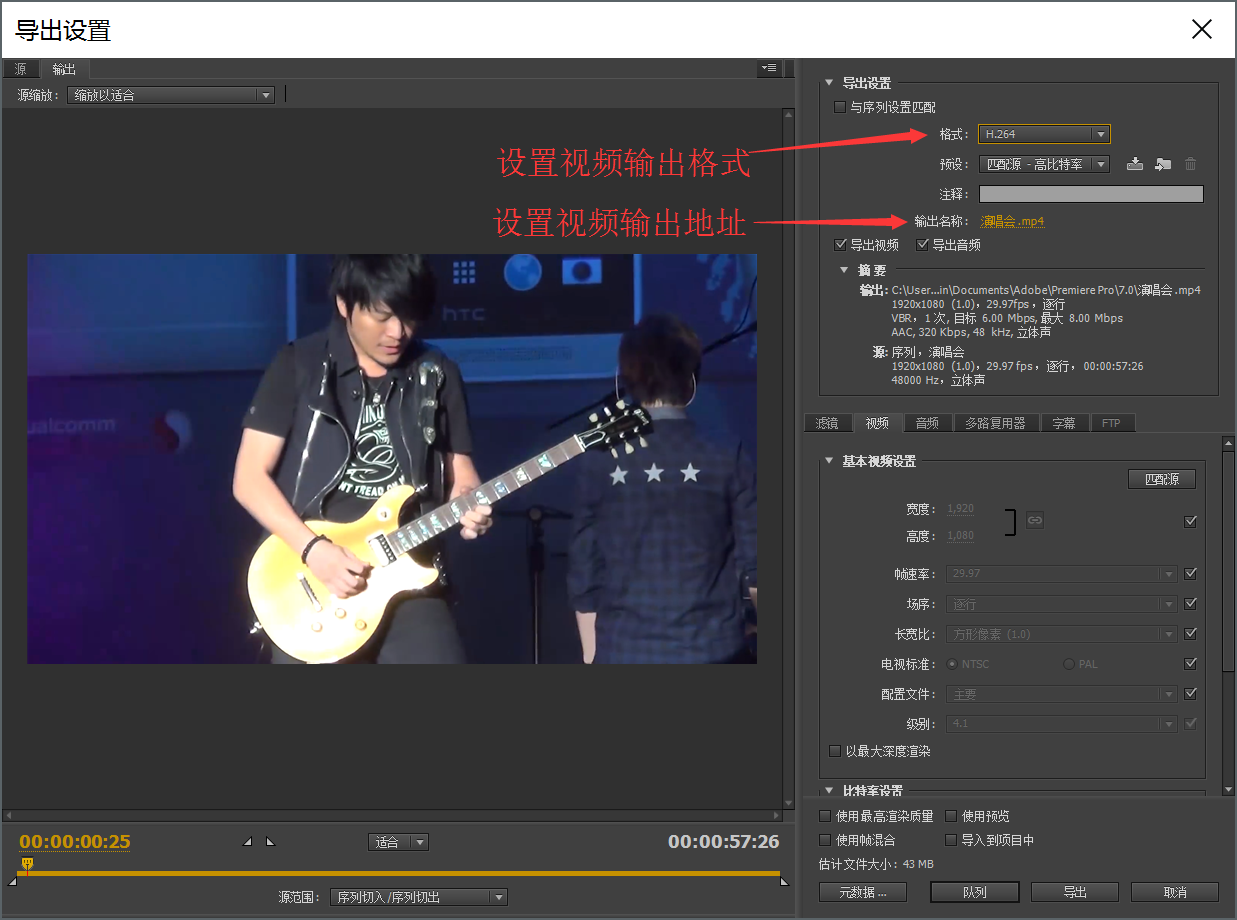 导出设置
源 输出
源缩放： 缩放以适合
设置视频输出格式
设置视频输出地址
htc
ualcomm
导出设置
与序列设置匹配
格式： H.264
预设： 匹配源 - 高比特率
注释：
输出名称： 演唱会.mp4
导出视频 导出音频
摘要
输出: C:\User...in\Documents\Adobe\Premiere Pro\7.0\演唱会.mp4
1920x1080 (1.0)，29.97fps，逐行
VBR，1 次, 目标 6.00 Mbps, 最大 8.00 Mbps
AAC, 320 Kbps, 48 kHz, 立体声
源: 序列，演唱会
1920x1080 (1.0)，29.97 fps，逐行，00:00:57:26
48000 Hz，立体声
滤镜 视频 音频 多路复用器 字幕 FTP
基本视频设置
匹配源
宽度： 1,920
高度： 1,080
帧速率： 29.97
场序： 逐行
长宽比： 方形像素 (1.0)
电视标准： NTSC PAL
配置文件： 主要
级别： 4.1
以最大深度渲染
比特率设置
使用最高渲染质量 使用预览
使用帧混合 导入到项目中
估计文件大小：43 MB
元数据... 队列 导出 取消
00:00:00:25 适合 00:00:57:26
源范围： 序列切入/序列切出